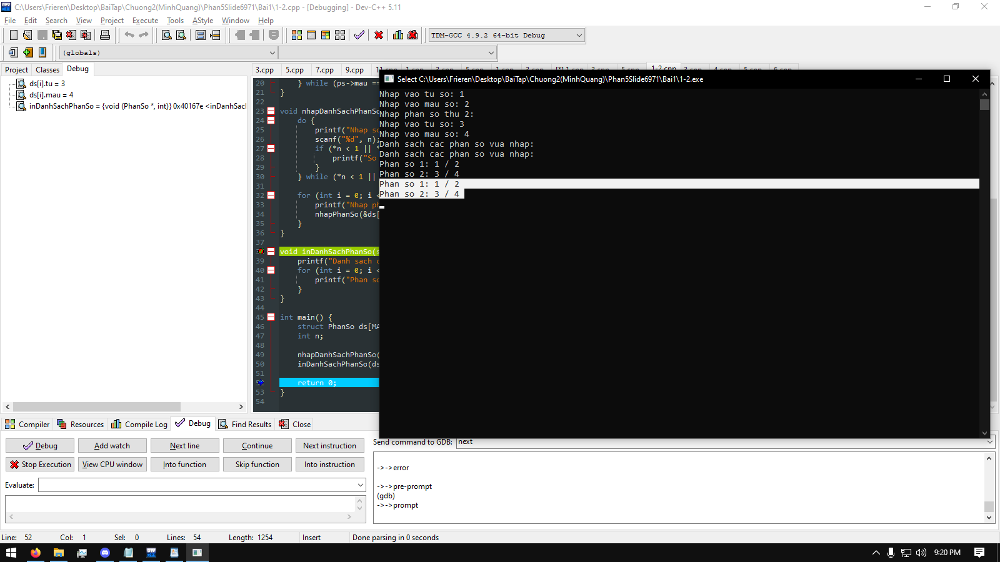 C:\Users\Frieren\Desktop\BaiTap\Chuong2(MinhQuang)\Phan5Slide6971\Bai1\1-2.cpp - [Debugging] - Dev-C++ 5.11
File Edit Search View Project Execute Tools AStyle Window Help
TDM-GCC 4.9.2 64-bit Debug
(globals)
Project Classes Debug
3.cpp 5.cpp 7.cpp 9.cpp
ds[i].tu = 3
ds[i].mau = 4
inDanhSachPhanSo = {void (PhanSo *, int)} 0x40167e <inDanhSacl
20 } while (ps->mau ==
21 }
22
23 void nhapDanhSachPhanSo
24 do {
25 printf("Nhap so
26 scanf("%d", n);
27 if (*n < 1 || *
28 printf("So
29 }
30 } while (*n < 1 ||
31
32 for (int i = 0; i <
33 printf("Nhap ph
34 nhapPhanSo(&ds[
35 }
36 }
37
void inDanhSachPhanSo(s
39 printf("Danh sach c
40 for (int i = 0; i <
41 printf("Phan so
42 }
43 }
44
45 int main() {
46 struct PhanSo ds[MA
47 int n;
48
49 nhapDanhSachPhanSo(
50 inDanhSachPhanSo(ds
51
return 0;
53 }
54
Select C:\Users\Frieren\Desktop\BaiTap\Chuong2(MinhQuang)\Phan5Slide6971\Bai1\1-2.exe
Nhap vao tu so: 1
Nhap vao mau so: 2
Nhap phan so thu 2:
Nhap vao tu so: 3
Nhap vao mau so: 4
Danh sach cac phan so vua nhap:
Danh sach cac phan so vua nhap:
Phan so 1: 1 / 2
Phan so 2: 3 / 4
Phan so 1: 1 / 2
Phan so 2: 3 / 4
Compiler Resources Compile Log Debug Find Results Close
Debug Add watch Next line Continue Next instruction
Stop Execution View CPU window Into function Skip function Into instruction
Evaluate:
Send command to GDB: next
->->error
->->pre-prompt
(gdb)
->->prompt
Line: 52 Col: 1 Sel: 0 Lines: 54 Length: 1254 Insert Done parsing in 0 seconds
9:20 PM